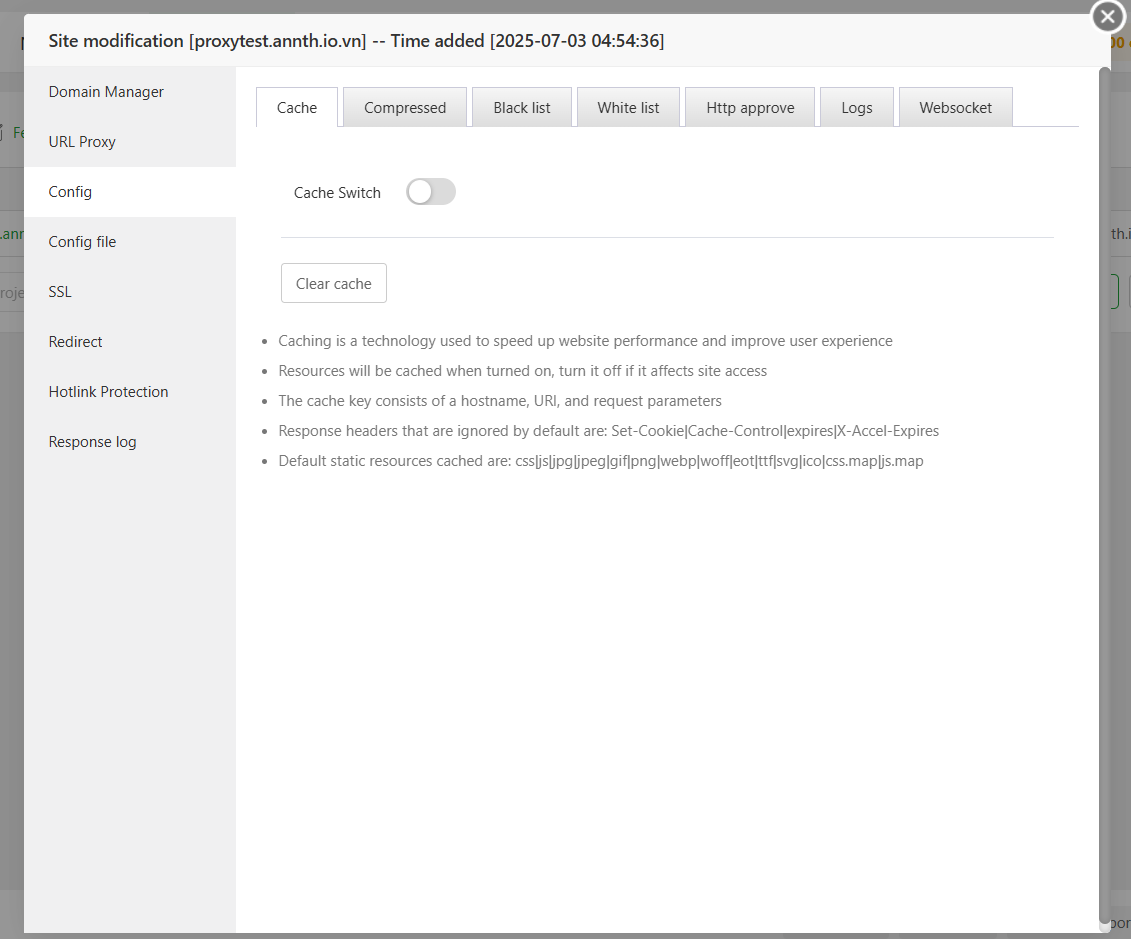 Site modification [proxytest.annth.io.vn] -- Time added [2025-07-03 04:54:36]
Domain Manager
URL Proxy
Config
Config file
SSL
Redirect
Hotlink Protection
Response log
Cache Compressed Black list White list Http approve Logs Websocket
Cache Switch
Clear cache
Caching is a technology used to speed up website performance and improve user experience
Resources will be cached when turned on, turn it off if it affects site access
The cache key consists of a hostname, URI, and request parameters
Response headers that are ignored by default are: Set-Cookie|Cache-Control|expires|X-Accel-Expires
Default static resources cached are: css|js|jpg|jpeg|gif|png|webp|woff|eot|ttf|svg|ico|css.map|js.map